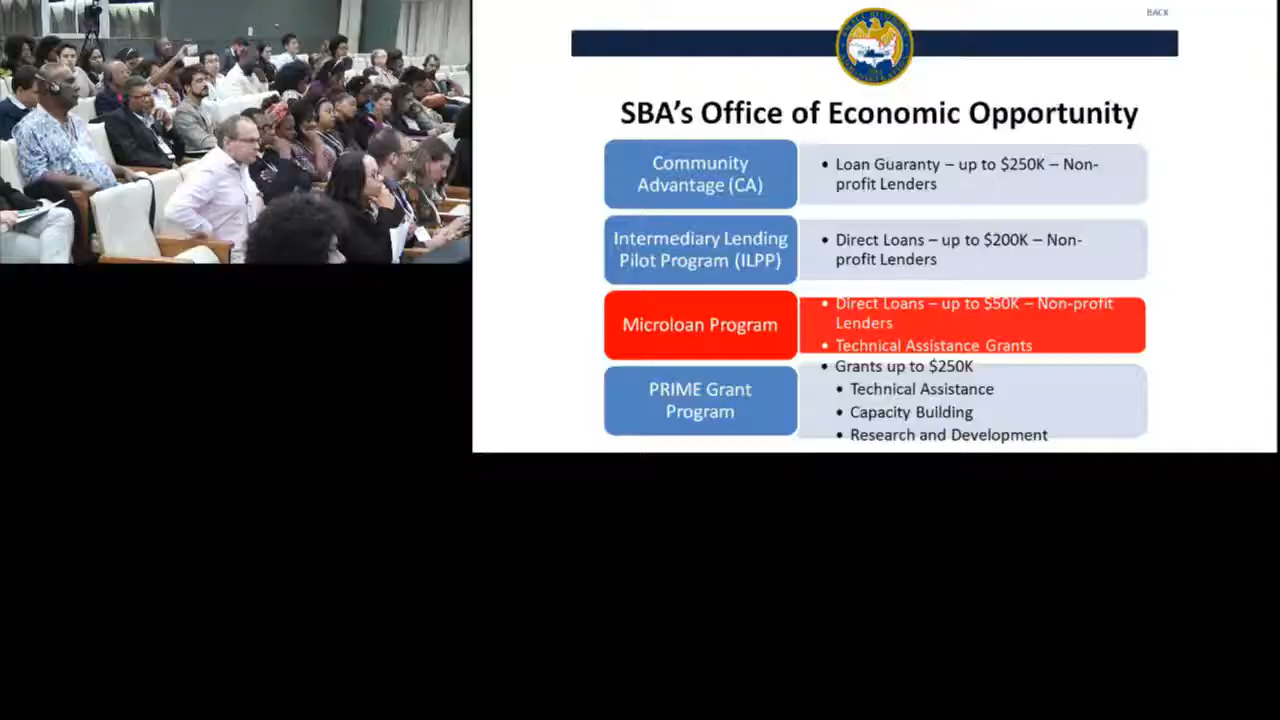 BACK
SBA's Office of Economic Opportunity
Community
Advantage (CA)
• Loan Guaranty – up to $250K – Non-
profit Lenders
Intermediary Lending
Pilot Program (ILPP)
• Direct Loans – up to $200K – Non-
profit Lenders
Microloan Program
• Direct Loans – up to $50K – Non-profit
Lenders
• Technical Assistance Grants
PRIME Grant
Program
• Grants up to $250K
• Technical Assistance
• Capacity Building
• Research and Development